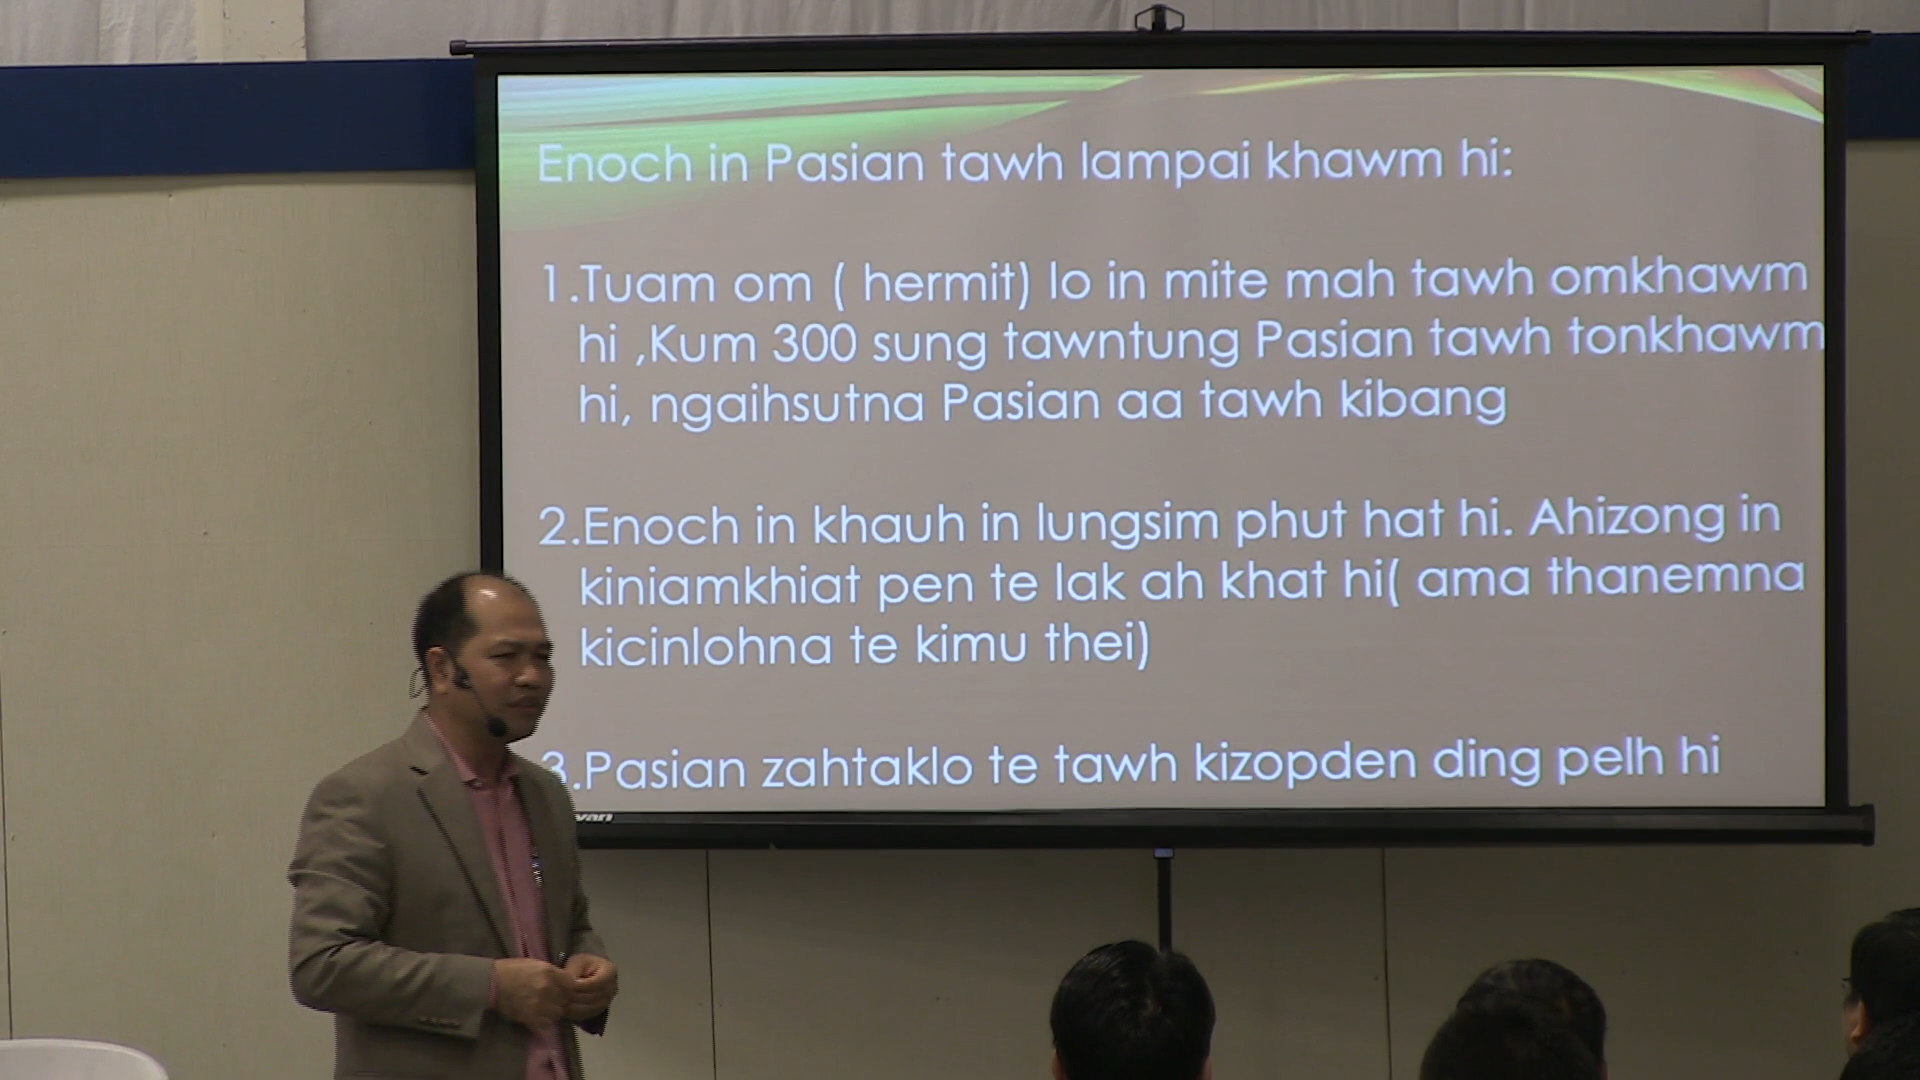 Enoch in Pasian tawh lampai khawm hi:
1.Tuam om ( hermit) lo in mite mah tawh omkhawm
hi ,Kum 300 sung tawntung Pasian tawh tonkhawm
hi, ngaihsutna Pasian aa tawh kibang
2.Enoch in khauh in lungsim phut hat hi. Ahizong in
kiniamkhiat pen te lak ah khat hi( ama thanemna
kicinlohna te kimu thei)
3.Pasian zahtaklo te tawh kizopden ding pelh hi